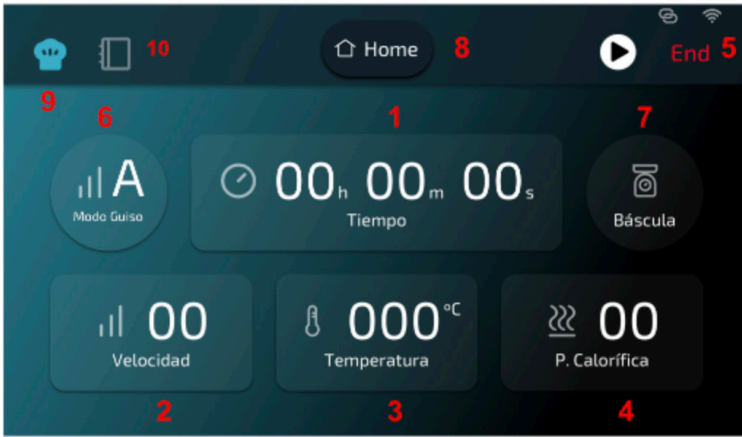 10
Home
8
End 5
9
6
1
7
A
Modo Guiso
00h 00m 00s
Tiempo
Báscula
00
Velocidad
000°C
Temperatura
00
P. Calorífica
2
3
4